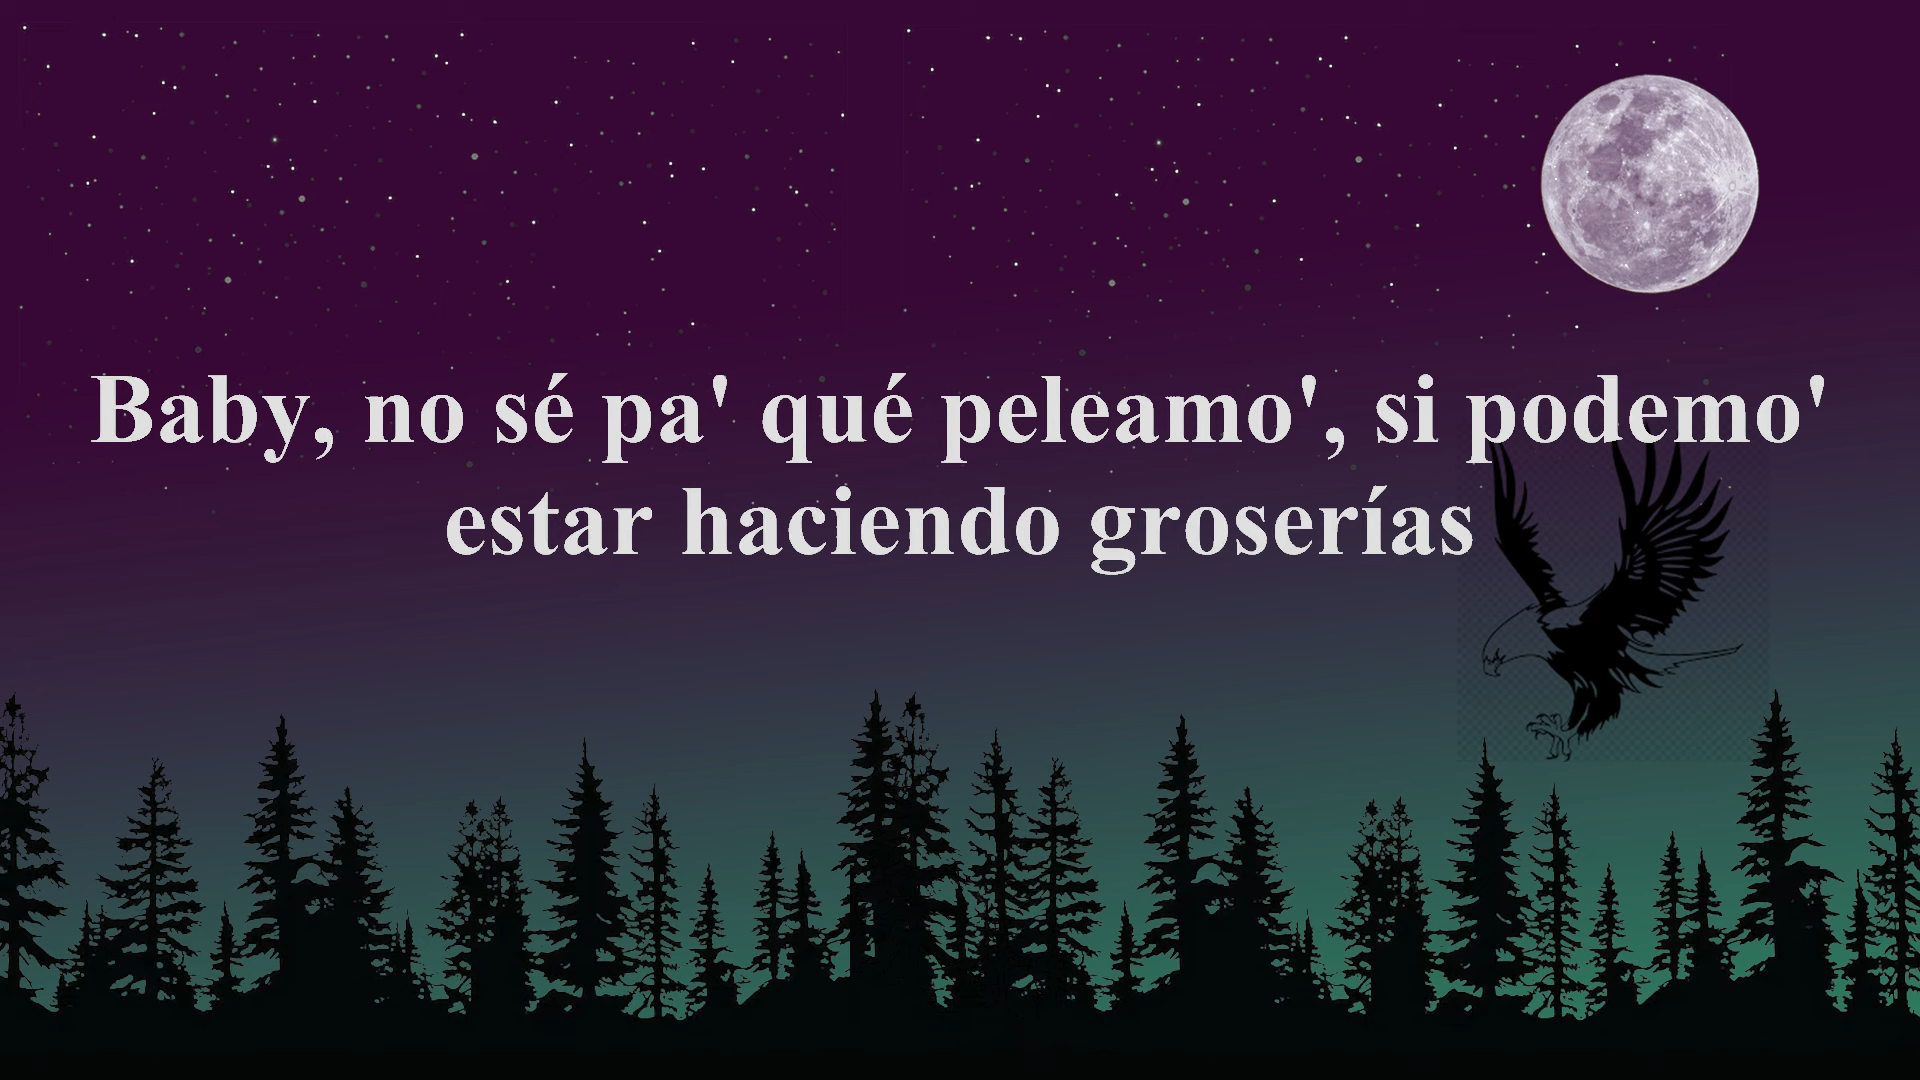 Baby, no sé pa' qué peleamo', si podemo'
estar haciendo groserías